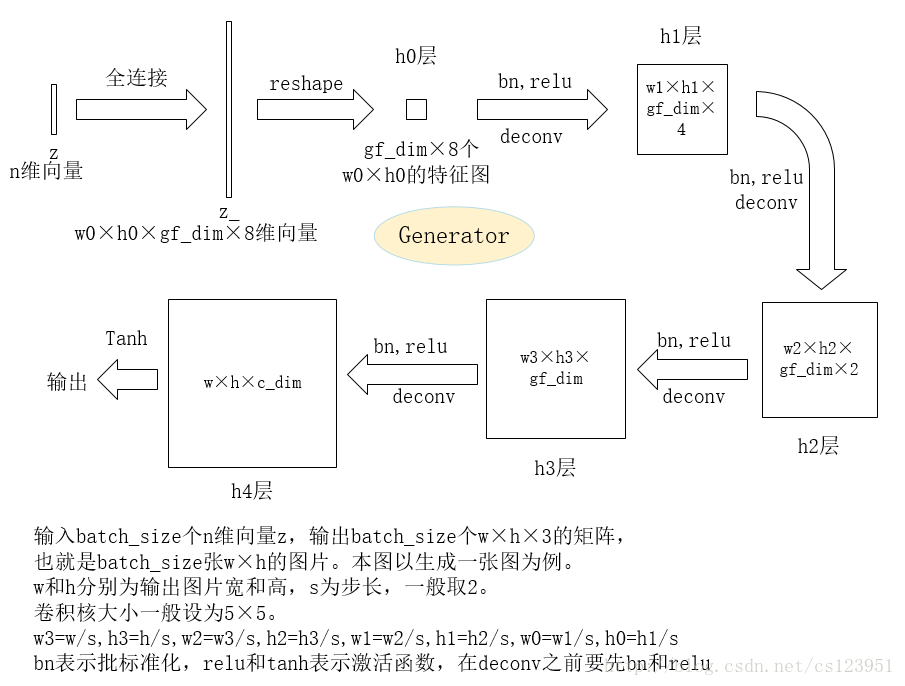 h1层
h0层
全连接
reshape
bn,relu
deconv
w1×h1×
gf_dim×
4
z
n维向量
gf_dim×8个
w0×h0的特征图
bn,relu
deconv
z_
w0×h0×gf_dim×8维向量
Generator
Tanh
输出
w×h×c_dim
bn,relu
deconv
w3×h3×
gf_dim
bn,relu
deconv
w2×h2×
gf_dim×2
h2层
h3层
h4层
输入batch_size个n维向量z，输出batch_size个w×h×3的矩阵，
也就是batch_size张w×h的图片。本图以生成一张图为例。
w和h分别为输出图片宽和高，s为步长，一般取2。
卷积核大小一般设为5×5。
w3=w/s,h3=h/s,w2=w3/s,h2=h3/s,w1=w2/s,h1=h2/s,w0=w1/s,h0=h1/s
bn表示批标准化，relu和tanh表示激活函数，在deconv之前要先bn和relu